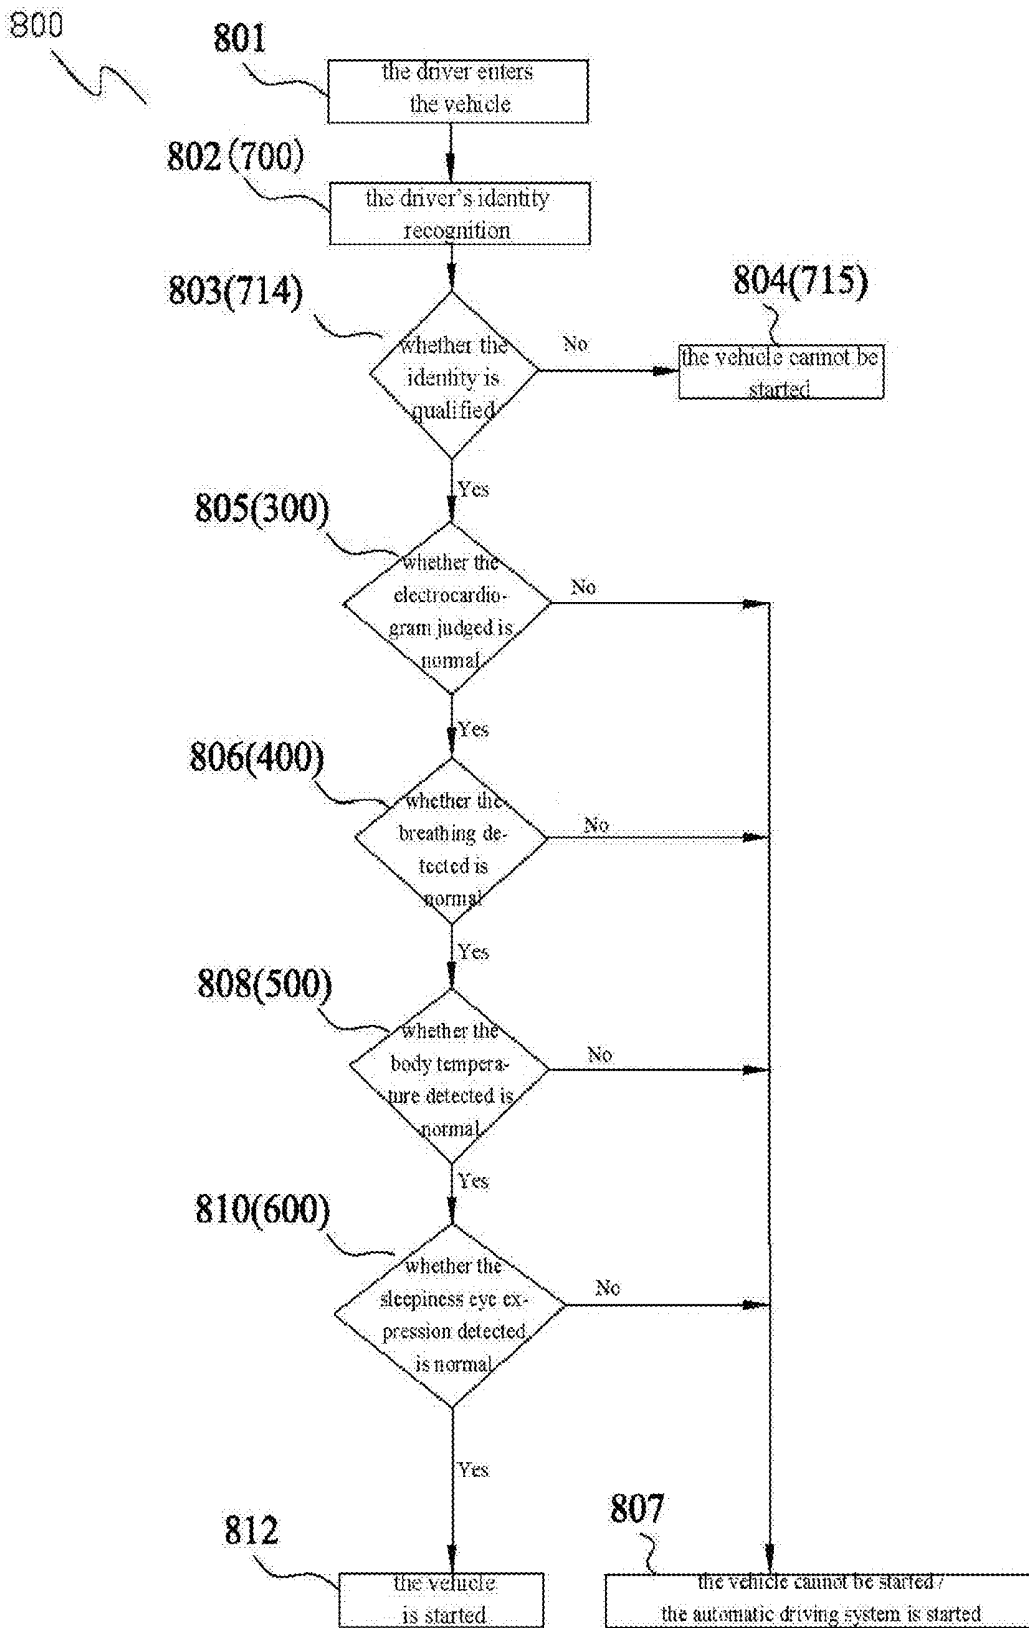 800
801
the driver enters
the vehicle
802(700)
the driver's identity
recognition
803(714)
whether the
identity is
qualified
No
804(715)
the vehicle cannot be
started
Yes
805(300)
whether the
electrocardio-
gram judged is
normal
No
Yes
806(400)
whether the
breathing de-
tected is
normal
No
Yes
808(500)
whether the
body tempera-
ture detected is
normal
No
Yes
810(600)
whether the
sleepiness eye ex-
pression detected
is normal
No
Yes
812
the vehicle
is started
807
the vehicle cannot be started /
the automatic driving system is started